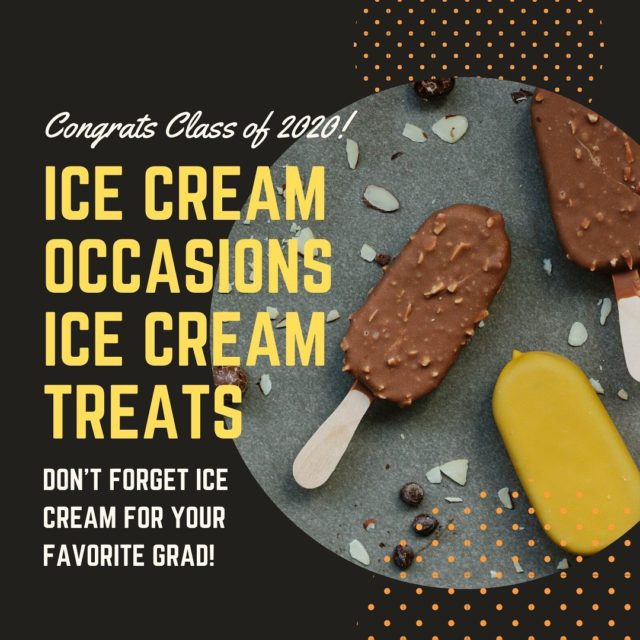 Congrats Class of 2020!
ICE CREAM
OCCASIONS
ICE CREAM
TREATS
DON'T FORGET ICE
CREAM FOR YOUR
FAVORITE GRAD!